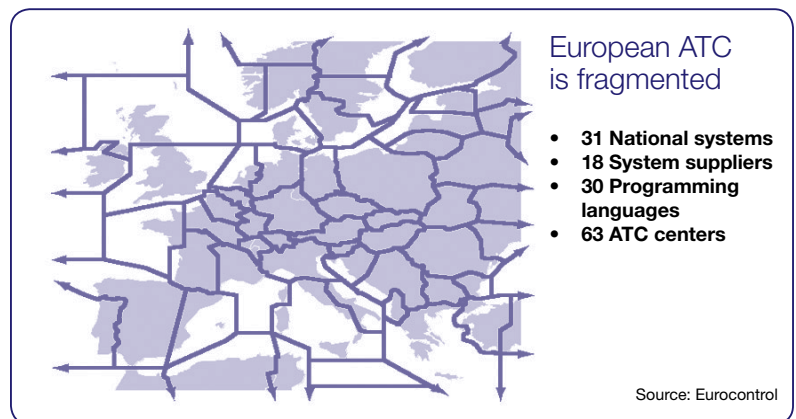 European ATC
is fragmented
• 31 National systems
• 18 System suppliers
• 30 Programming
languages
• 63 ATC centers
Source: Eurocontrol